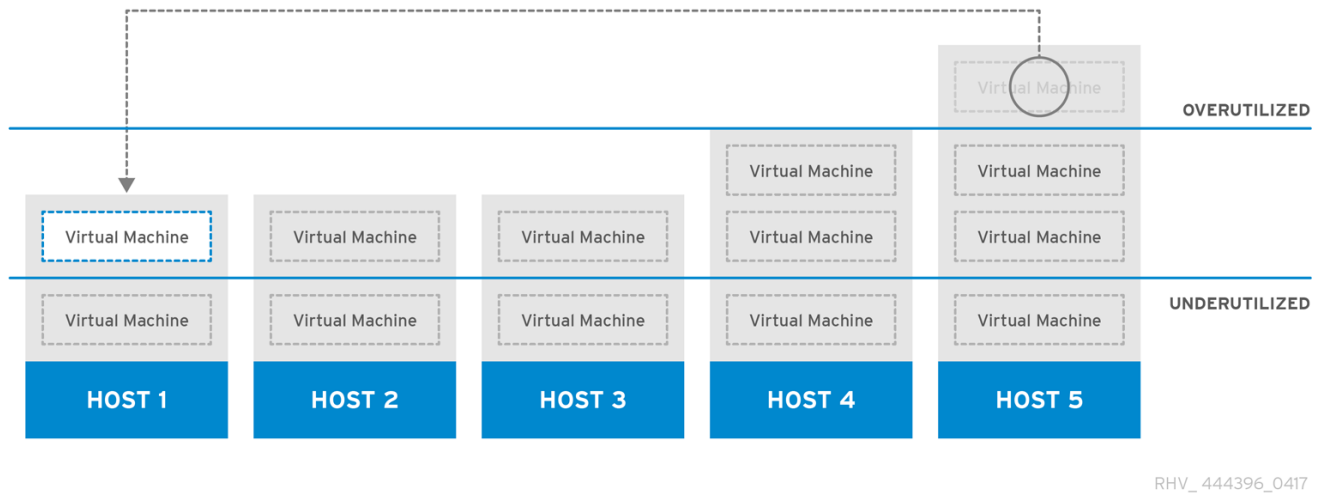 Virtual Machine
OVERUTILIZED
Virtual Machine Virtual Machine
Virtual Machine Virtual Machine Virtual Machine Virtual Machine Virtual Machine
UNDERUTILIZED
Virtual Machine Virtual Machine Virtual Machine Virtual Machine Virtual Machine
HOST 1 HOST 2 HOST 3 HOST 4 HOST 5
RHV_444396_0417